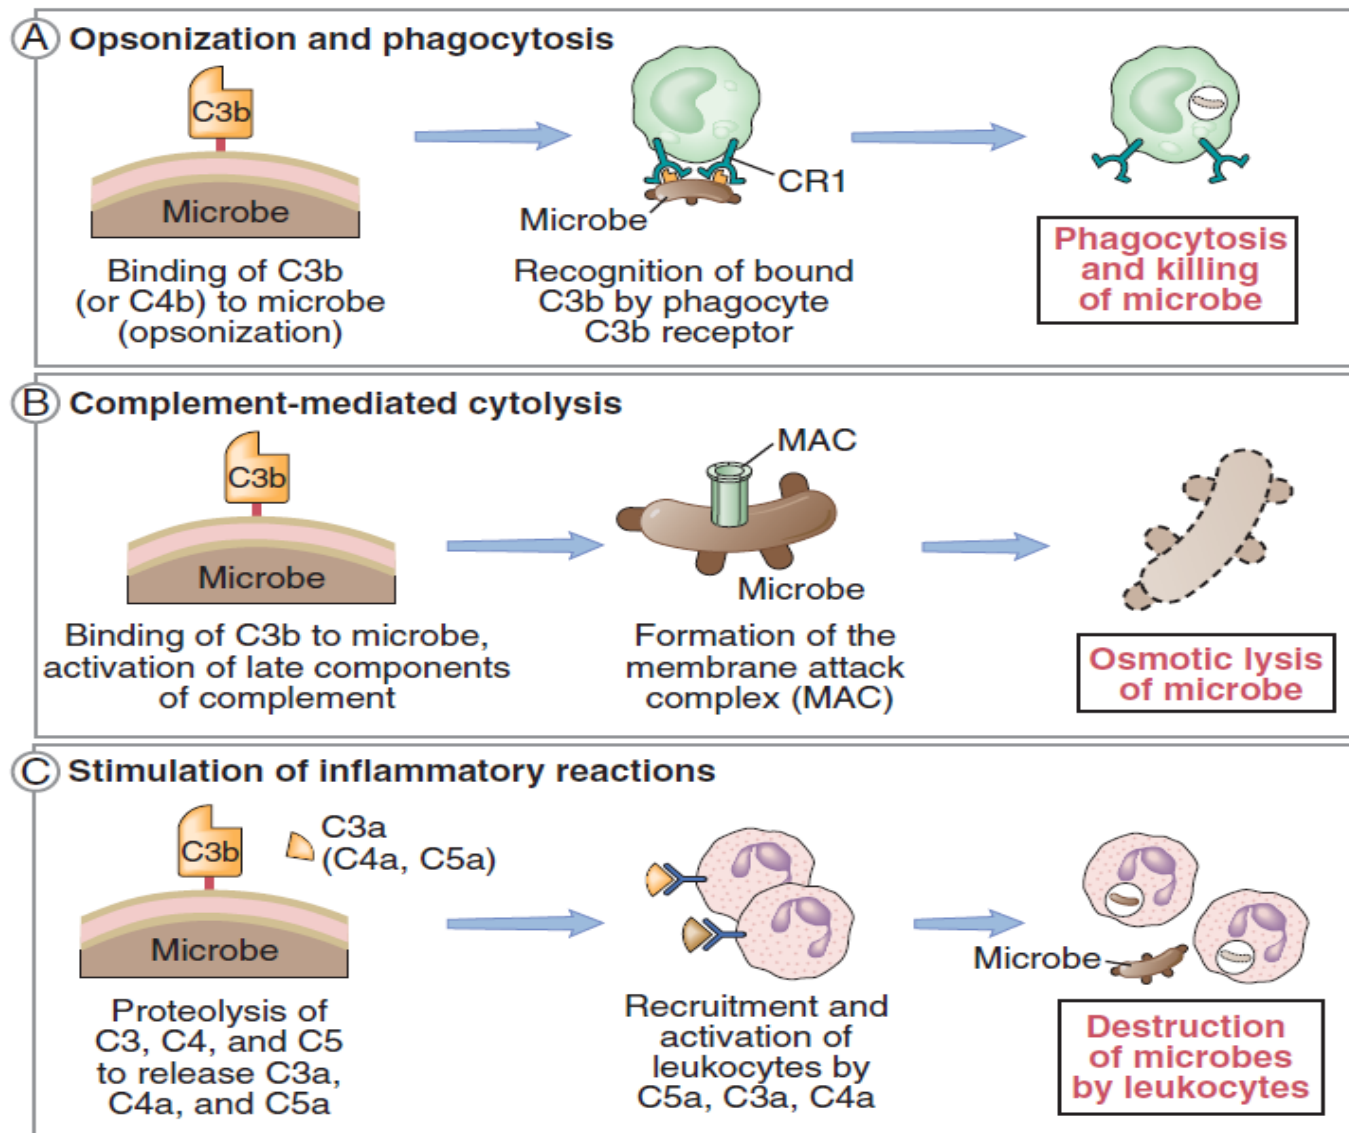 A Opsonization and phagocytosis
C3b
Microbe
Binding of C3b
(or C4b) to microbe
(opsonization)
CR1
Microbe
Recognition of bound
C3b by phagocyte
C3b receptor
Phagocytosis
and killing
of microbe
B Complement-mediated cytolysis
C3b
Microbe
Binding of C3b to microbe,
activation of late components
of complement
MAC
Microbe
Formation of the
membrane attack
complex (MAC)
Osmotic lysis
of microbe
C Stimulation of inflammatory reactions
C3b
C3a
(C4a, C5a)
Microbe
Proteolysis of
C3, C4, and C5
to release C3a,
C4a, and C5a
Recruitment and
activation of
leukocytes by
C5a, C3a, C4a
Microbe
Destruction
of microbes
by leukocytes